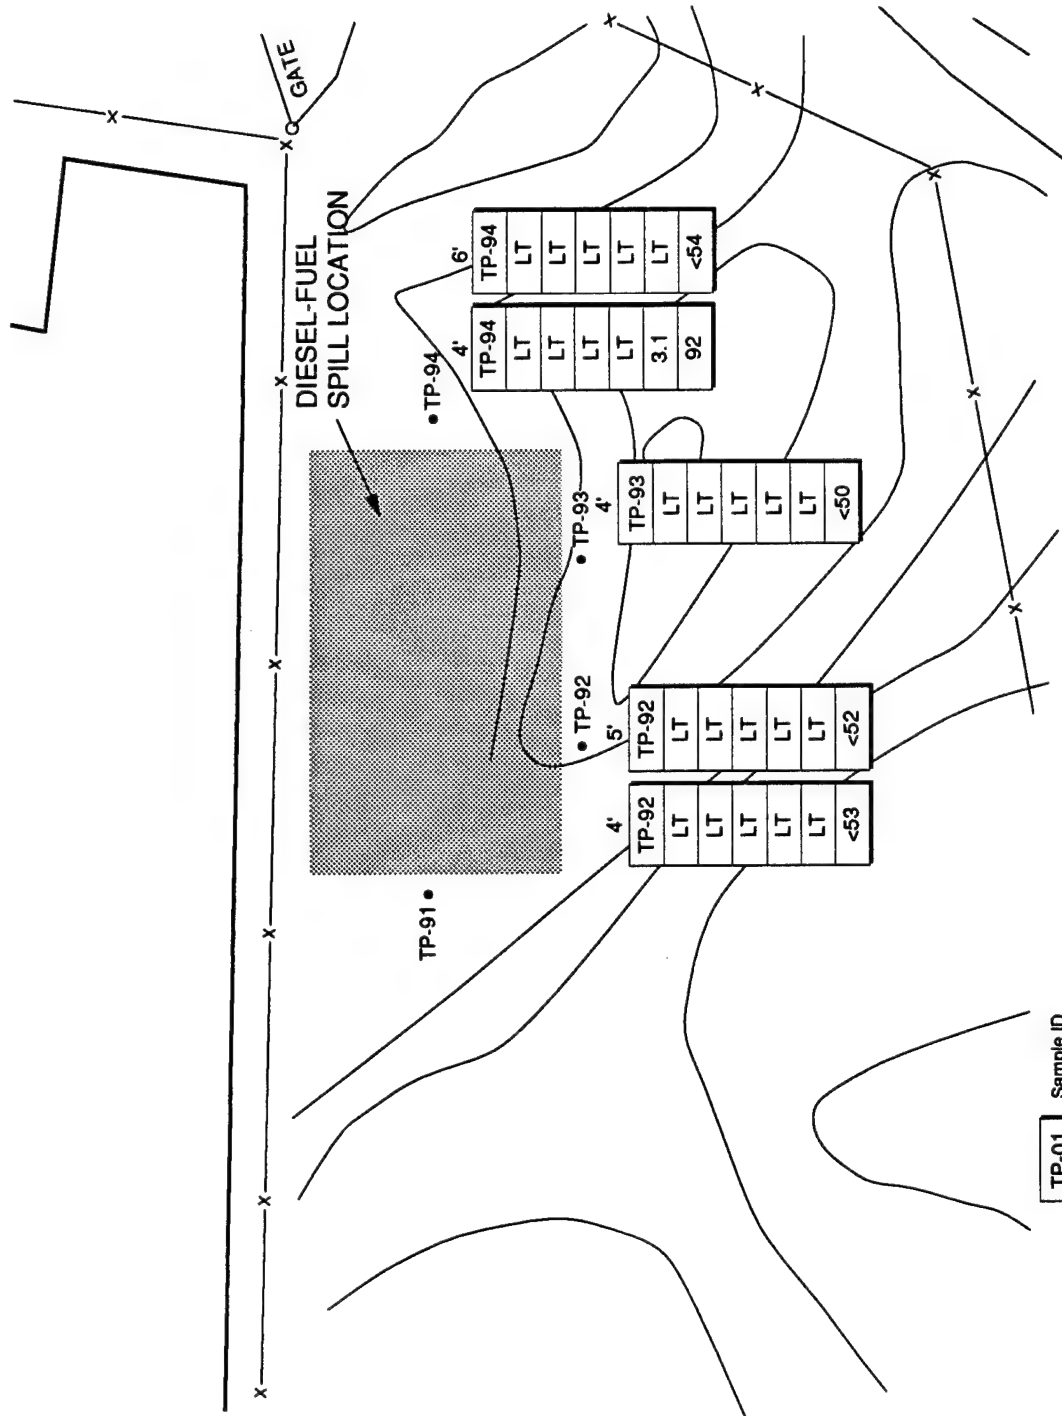 GATE
DIESEL-FUEL
SPILL LOCATION
TP-91
TP-92
TP-93
TP-94
4'
TP-92
LT
LT
LT
LT
LT
<53
5'
TP-92
LT
LT
LT
LT
LT
<52
4'
TP-93
LT
LT
LT
LT
LT
<50
4'
TP-94
LT
LT
LT
LT
3.1
92
6'
TP-94
LT
LT
LT
LT
LT
<54
TP-01 Sample ID
x
x
x
x
x
x
x
x
x
x
x
x
x